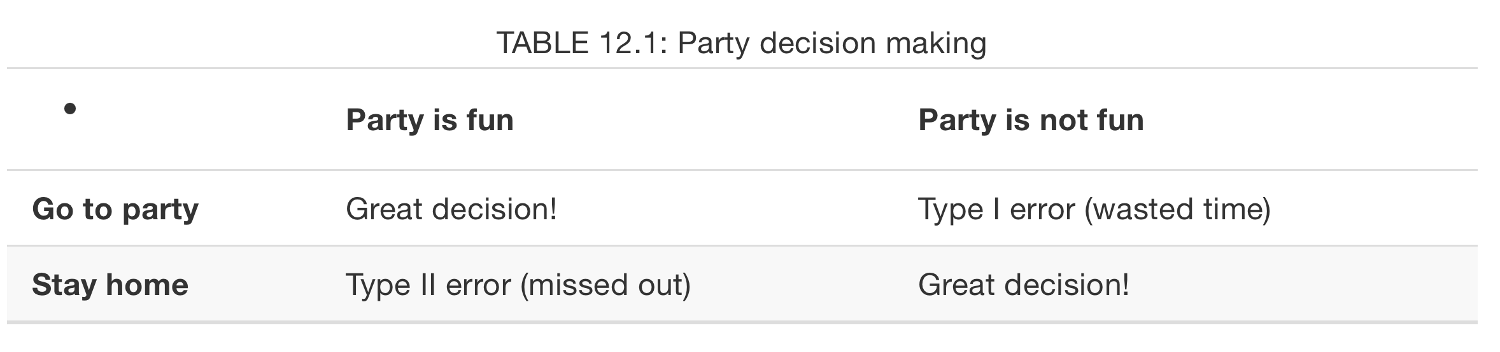 TABLE 12.1: Party decision making
• Party is fun Party is not fun
Go to party Great decision! Type I error (wasted time)
Stay home Type II error (missed out) Great decision!